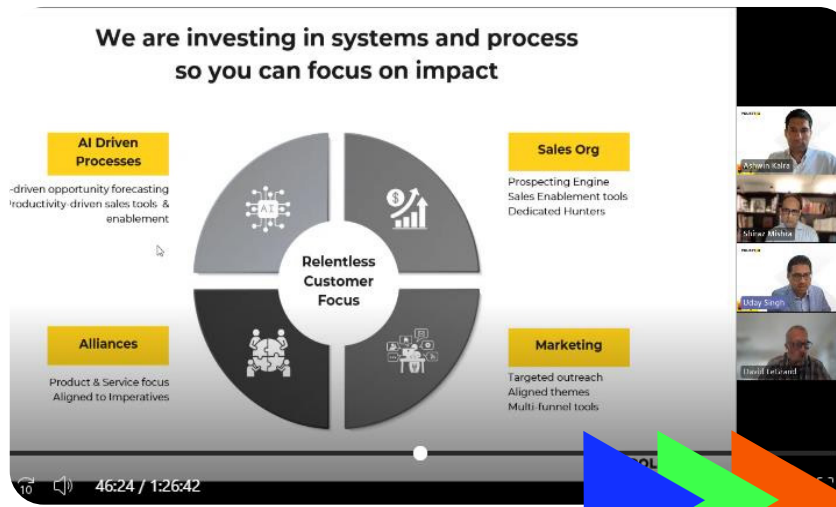 We are investing in systems and process
so you can focus on impact
AI Driven
Processes
-driven opportunity forecasting
Productivity-driven sales tools &
enablement
AI
$
Sales Org
Prospecting Engine
Sales Enablement tools
Dedicated Hunters
Relentless
Customer
Focus
Alliances
Product & Service focus
Aligned to Imperatives
Marketing
Targeted outreach
Aligned themes
Multi-funnel tools
Ashwin Kalra
Shiraz Mishra
Uday Singh
David LeGrand
10
46:24 / 1:26:42